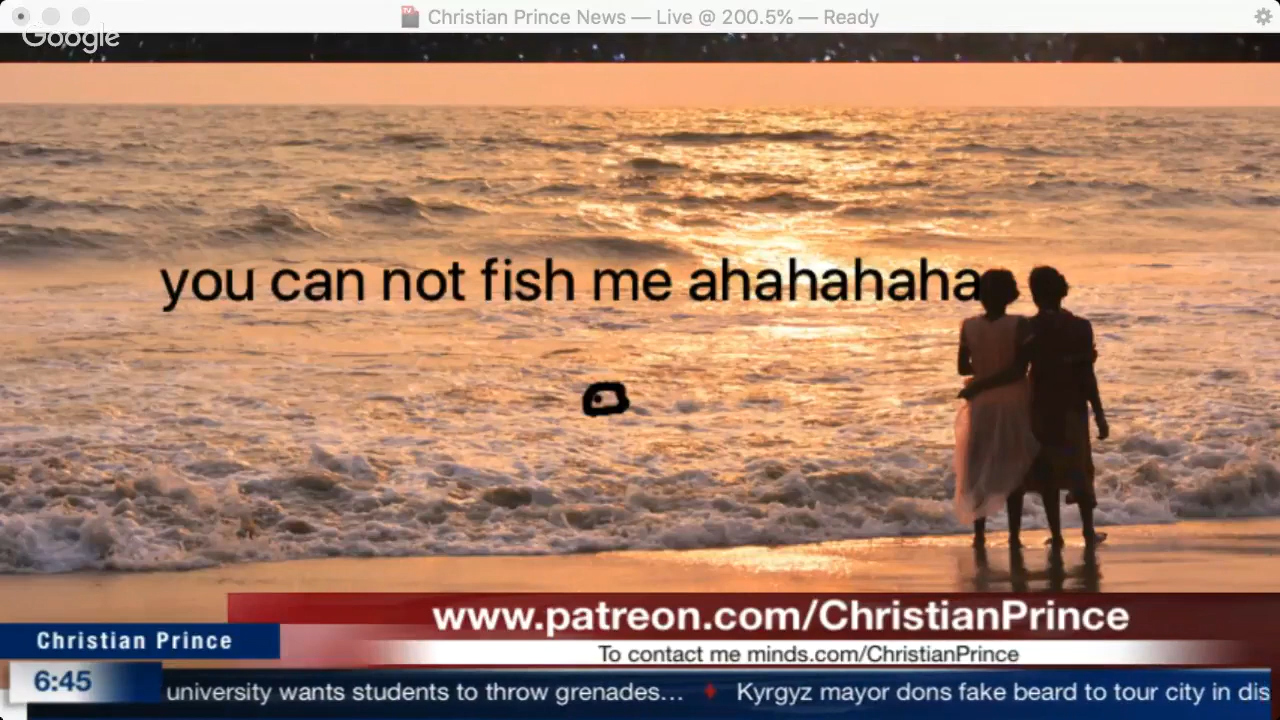 Christian Prince News — Live @ 200.5% — Ready
Google
you can not fish me ahahahaha
www.patreon.com/ChristianPrince
Christian Prince
To contact me minds.com/ChristianPrince
6:45
university wants students to throw grenades... ♦ Kyrgyz mayor dons fake beard to tour city in dis